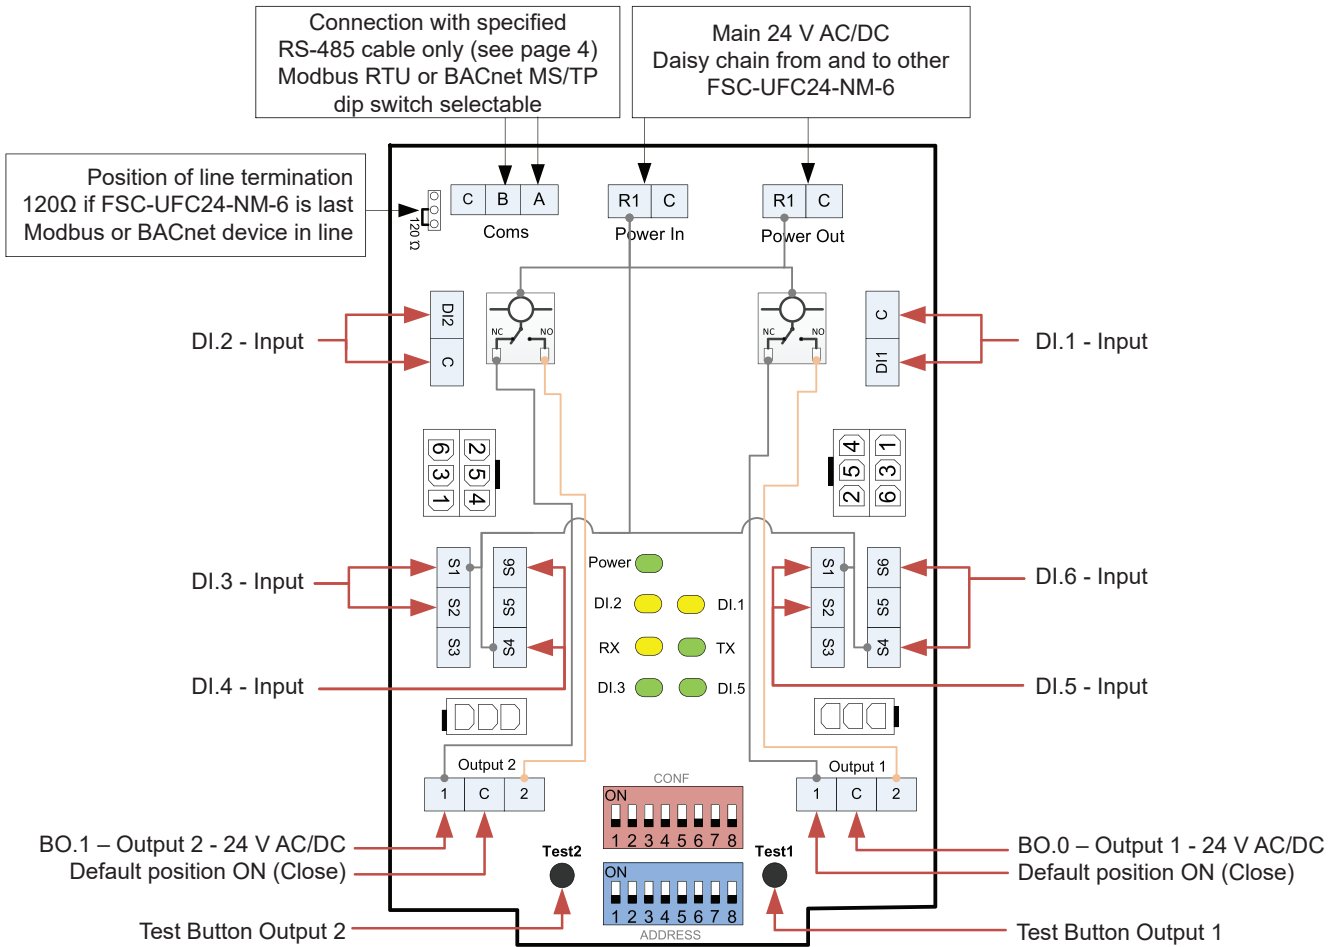 Connection with specified
RS-485 cable only (see page 4)
Modbus RTU or BACnet MS/TP
dip switch selectable
Main 24 V AC/DC
Daisy chain from and to other
FSC-UFC24-NM-6
Position of line termination
120Ω if FSC-UFC24-NM-6 is last
Modbus or BACnet device in line
120 Ω
C B A
Coms
R1 C
Power In
R1 C
Power Out
DI.2 - Input
DI2
C
NC NO
NC NO
C
DI1
DI.1 - Input
6 2
3 5
1 4
4 1
5 3
2 6
DI.3 - Input
S1
S2
S3
S6
S5
S4
DI.4 - Input
Power
DI.2 DI.1
RX TX
DI.3 DI.5
S1
S2
S3
S6
S5
S4
DI.6 - Input
DI.5 - Input
Output 2
1 C 2
Output 1
1 C 2
CONF
ON
1 2 3 4 5 6 7 8
BO.1 – Output 2 - 24 V AC/DC
Default position ON (Close)
BO.0 – Output 1 - 24 V AC/DC
Default position ON (Close)
Test2
Test1
ON
1 2 3 4 5 6 7 8
ADDRESS
Test Button Output 2
Test Button Output 1